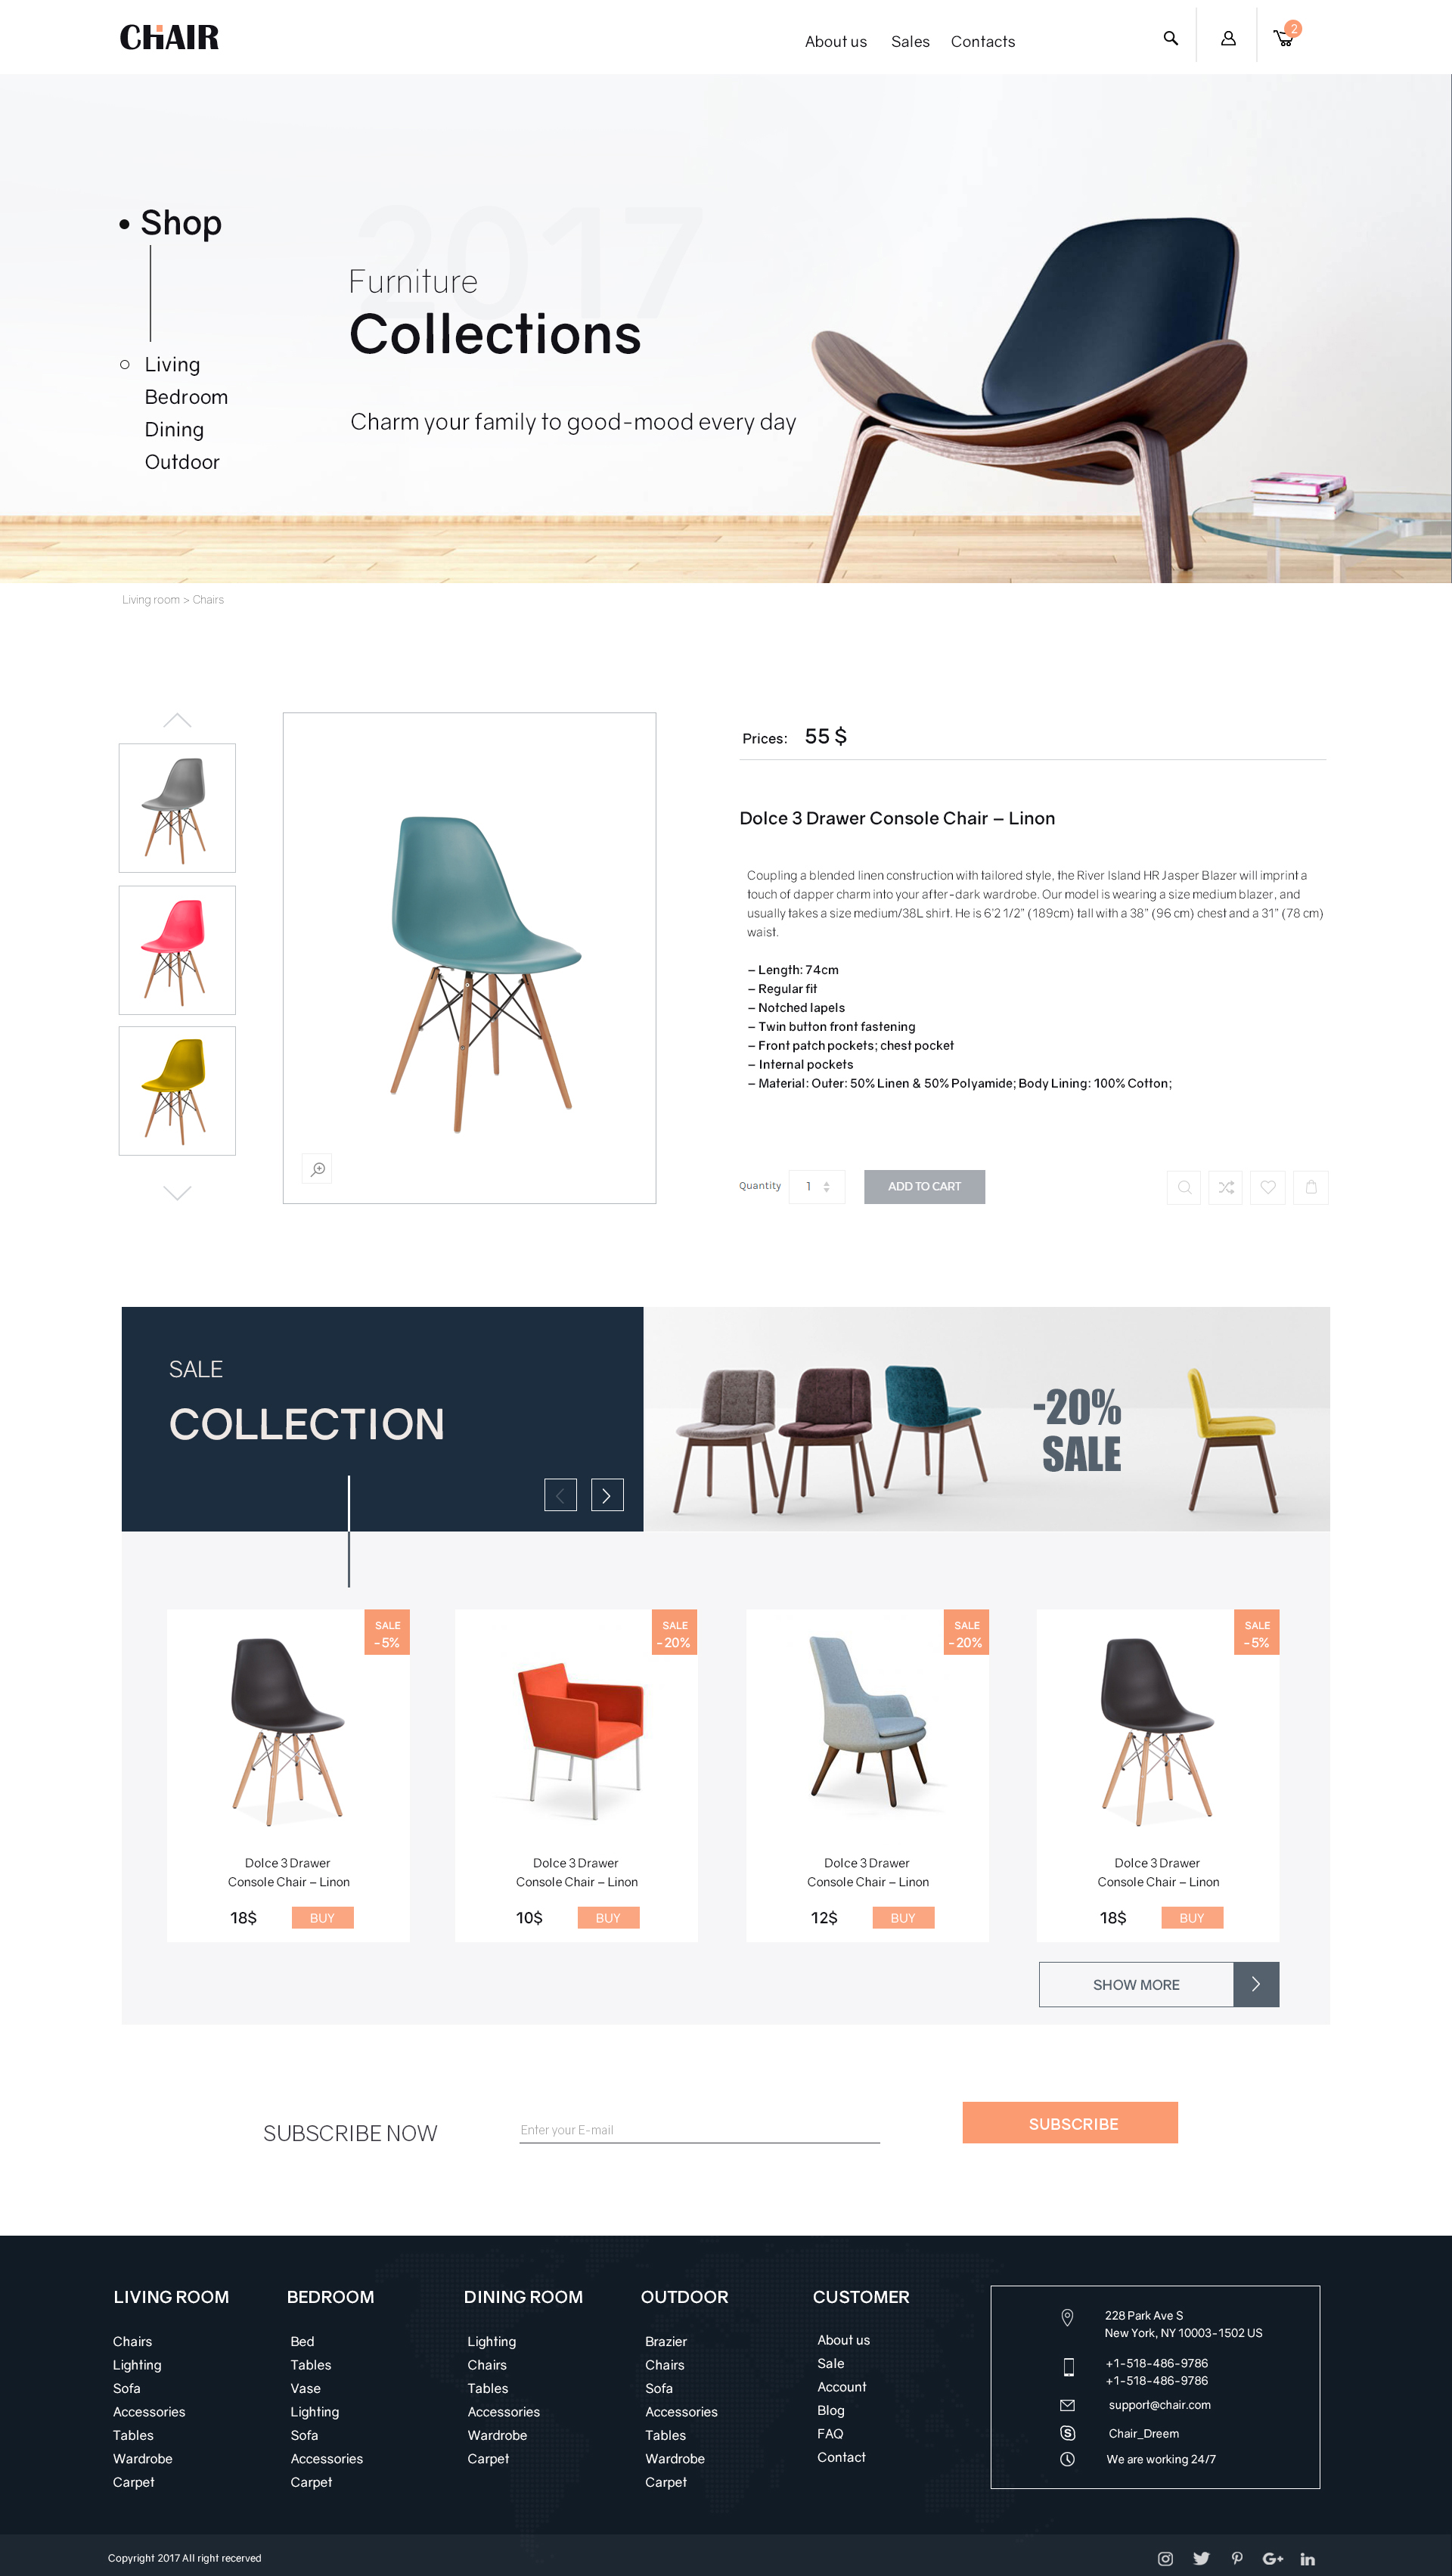 CHAIR
About us
Sales
Contacts
2
2017
• Shop
Furniture
Collections
Living
Bedroom
Dining
Outdoor
Charm your family to good-mood every day
Living room > Chairs
Prices: 55 $
Dolce 3 Drawer Console Chair – Linon
Coupling a blended linen construction with tailored style, the River Island HR Jasper Blazer will imprint a
touch of dapper charm into your after-dark wardrobe. Our model is wearing a size medium blazer, and
usually takes a size medium/38L shirt. He is 6'2 1/2" (189cm) tall with a 38" (96 cm) chest and a 31" (78 cm)
waist.
– Length: 74cm
– Regular fit
– Notched lapels
– Twin button front fastening
– Front patch pockets; chest pocket
– Internal pockets
– Material: Outer: 50% Linen & 50% Polyamide; Body Lining: 100% Cotton;
Quantity 1 ADD TO CART
SALE
COLLECTION
-20%
SALE
SALE
-5%
Dolce 3 Drawer
Console Chair – Linon
18$ BUY
SALE
-20%
Dolce 3 Drawer
Console Chair – Linon
10$ BUY
SALE
-20%
Dolce 3 Drawer
Console Chair – Linon
12$ BUY
SALE
-5%
Dolce 3 Drawer
Console Chair – Linon
18$ BUY
SHOW MORE
SUBSCRIBE NOW
Enter your E-mail
SUBSCRIBE
LIVING ROOM
Chairs
Lighting
Sofa
Accessories
Tables
Wardrobe
Carpet
BEDROOM
Bed
Tables
Vase
Lighting
Sofa
Accessories
Carpet
DINING ROOM
Lighting
Chairs
Tables
Accessories
Wardrobe
Carpet
OUTDOOR
Brazier
Chairs
Sofa
Accessories
Tables
Wardrobe
Carpet
CUSTOMER
About us
Sale
Account
Blog
FAQ
Contact
228 Park Ave S
New York, NY 10003-1502 US
+1-518-486-9786
+1-518-486-9786
support@chair.com
Chair_Dreem
We are working 24/7
Copyright 2017 All right recerved